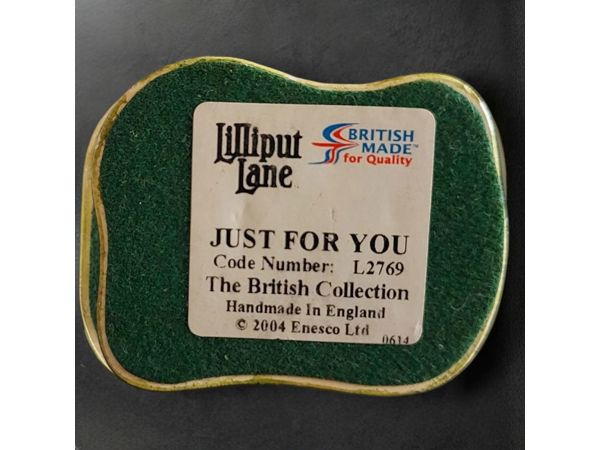 Lilliput
Lane
BRITISH
MADE™
for Quality
JUST FOR YOU
Code Number: L2769
The British Collection
Handmade In England
© 2004 Enesco Ltd
0614